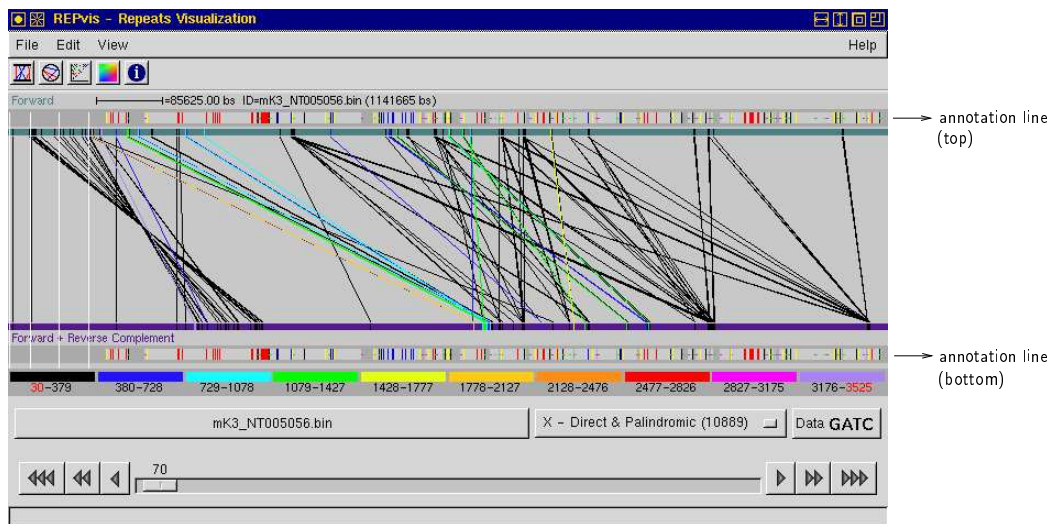 REPvis - Repeats Visualization
File Edit View Help
Forward |=85625.00 bs ID=mK3_NT005056.bin (1141665 bs)
annotation line
(top)
Forward + Reverse Complement
annotation line
(bottom)
30-379 380-728 729-1078 1079-1427 1428-1777 1778-2127 2128-2476 2477-2826 2827-3175 3176-3525
mK3_NT005056.bin X - Direct & Palindromic (10889) Data GATC
70